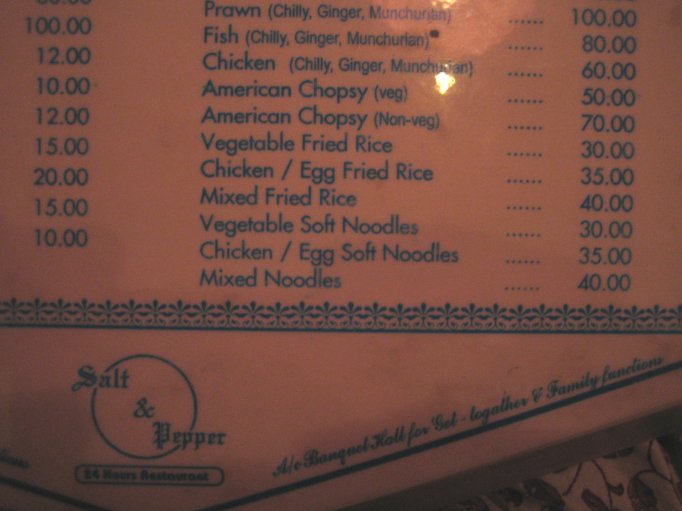 100.00
12.00
10.00
12.00
15.00
20.00
15.00
10.00
Prawn (Chilly, Ginger, Munchurian) ...... 100.00
Fish (Chilly, Ginger, Munchurian) ...... 80.00
Chicken (Chilly, Ginger, Munchurian) ...... 60.00
American Chopsy (veg) ...... 50.00
American Chopsy (Non-veg) ...... 70.00
Vegetable Fried Rice ...... 30.00
Chicken / Egg Fried Rice ...... 35.00
Mixed Fried Rice ...... 40.00
Vegetable Soft Noodles ...... 30.00
Chicken / Egg Soft Noodles ...... 35.00
Mixed Noodles ...... 40.00
Salt
&
Pepper
24 Hours Restaurant
A/c Banquet Hall for Get - togather & Family functions